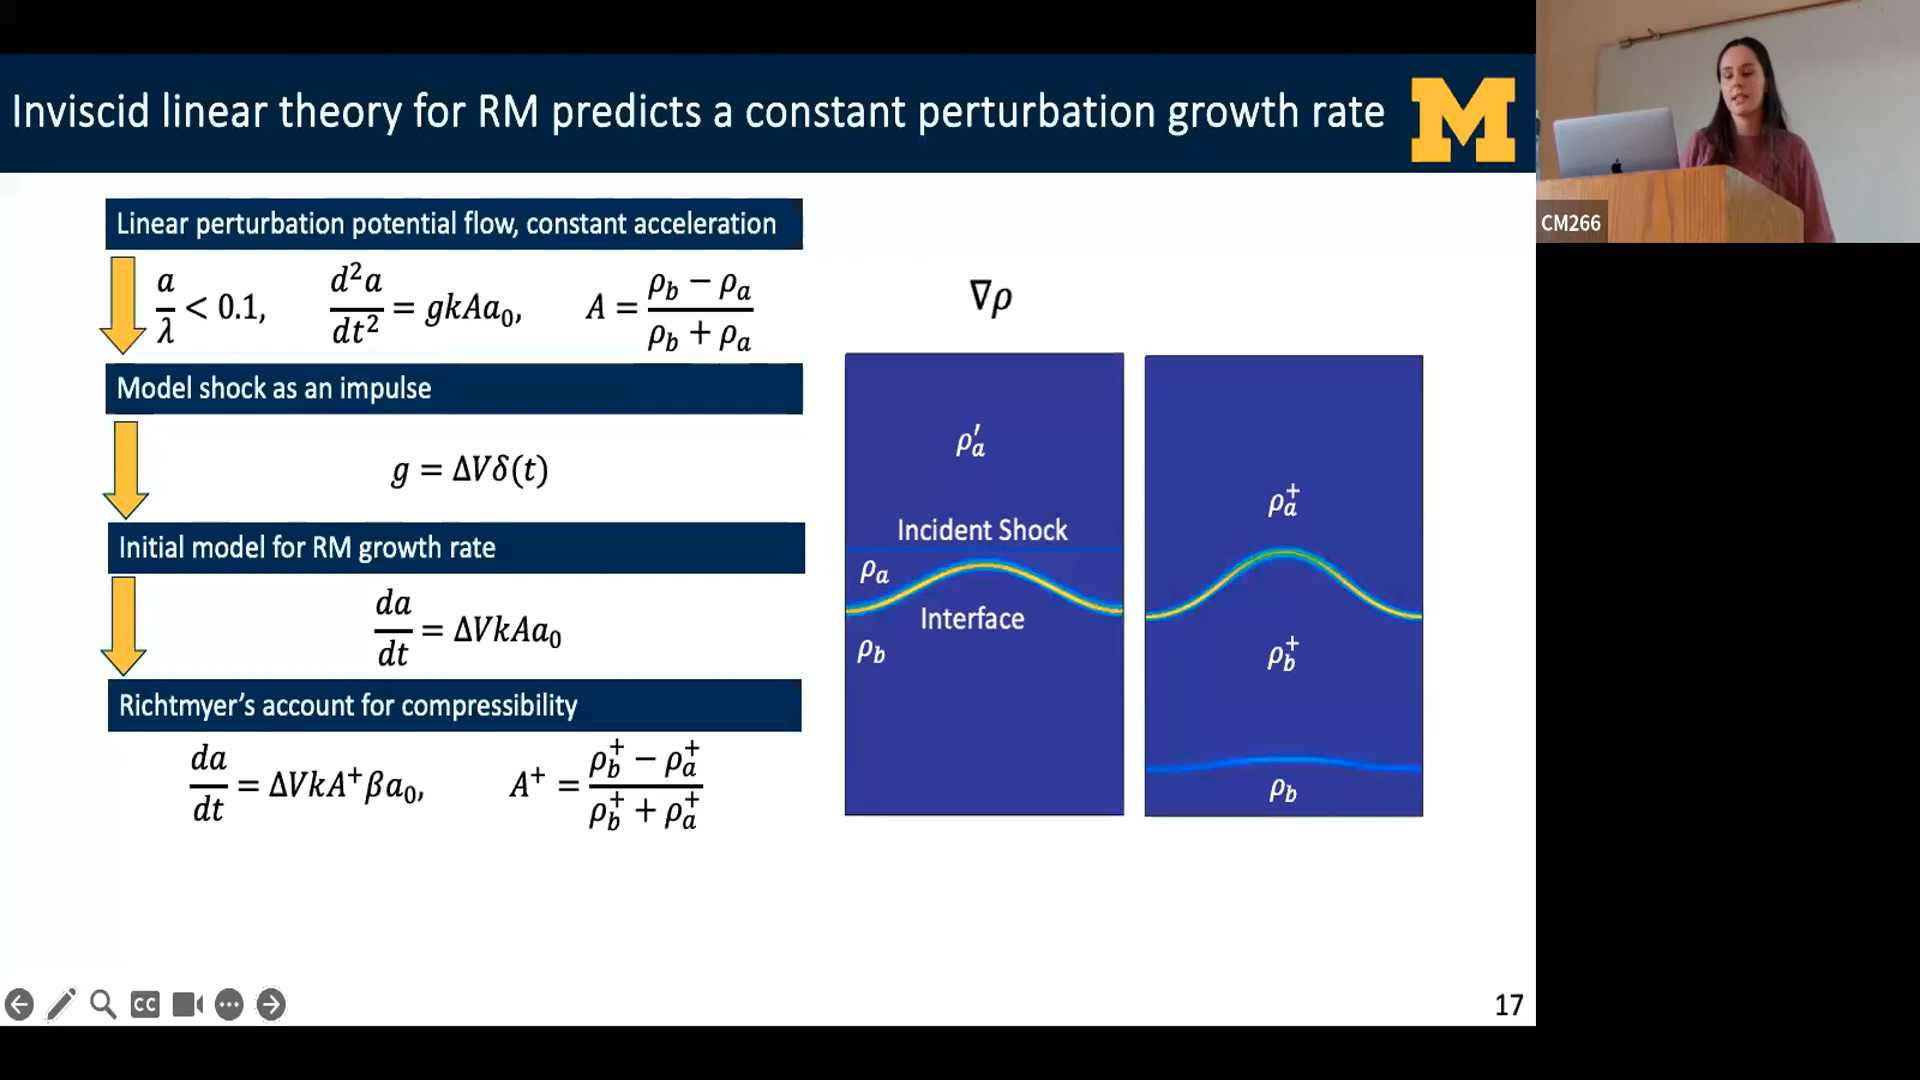 Inviscid linear theory for RM predicts a constant perturbation growth rate
M
CM266
Linear perturbation potential flow, constant acceleration
a/λ < 0.1, d²a/dt² = gkAa₀, A = (ρ_b − ρ_a)/(ρ_b + ρ_a)
Model shock as an impulse
g = ΔVδ(t)
Initial model for RM growth rate
da/dt = ΔVkAa₀
Richtmyer's account for compressibility
da/dt = ΔVkA⁺βa₀, A⁺ = (ρ_b⁺ − ρ_a⁺)/(ρ_b⁺ + ρ_a⁺)
∇ρ
ρ_a′
Incident Shock
ρ_a
Interface
ρ_b
ρ_a⁺
ρ_b⁺
ρ_b
CC
17